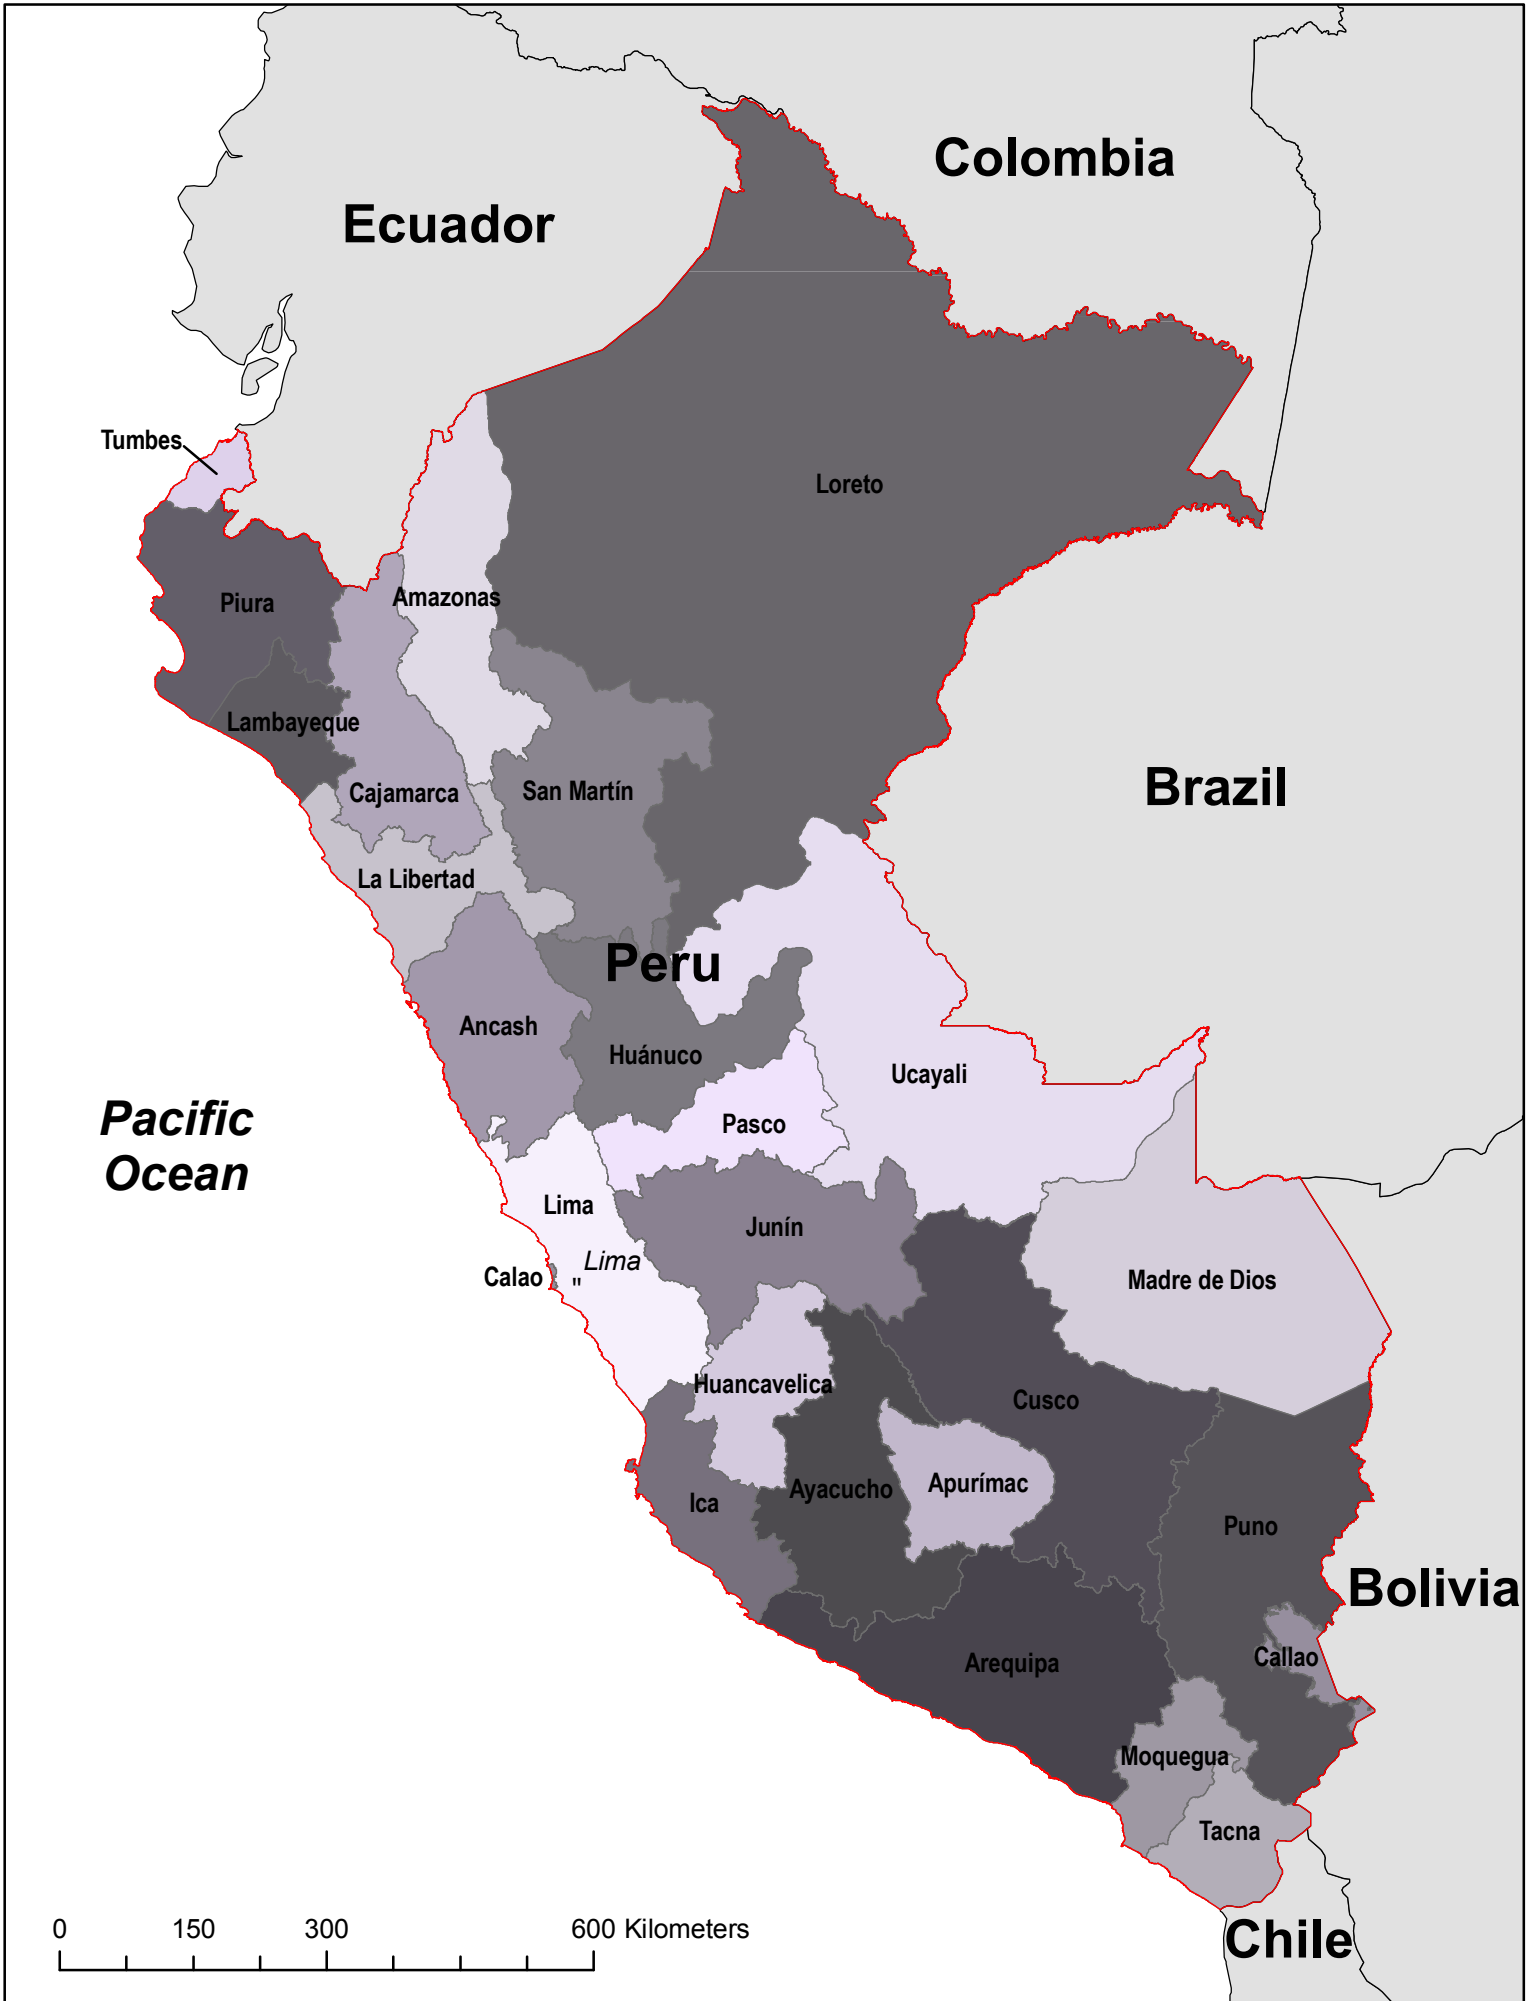 Colombia
Ecuador
Tumbes
Loreto
Piura
Amazonas
Lambayeque
Cajamarca
San Martín
Brazil
La Libertad
Peru
Ancash
Huánuco
Ucayali
Pacific
Ocean
Pasco
Lima
Junín
Lima
"
Calao
Madre de Dios
Huancavelica
Cusco
Ayacucho
Apurímac
Ica
Puno
Bolivia
Callao
Arequipa
Moquegua
Tacna
0 150 300 600 Kilometers
Chile